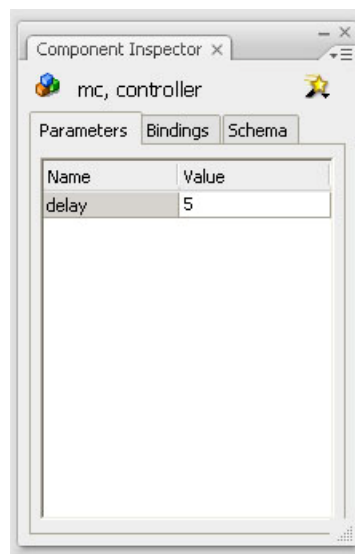 Component Inspector ×
mc, controller
Parameters Bindings Schema
Name Value
delay 5